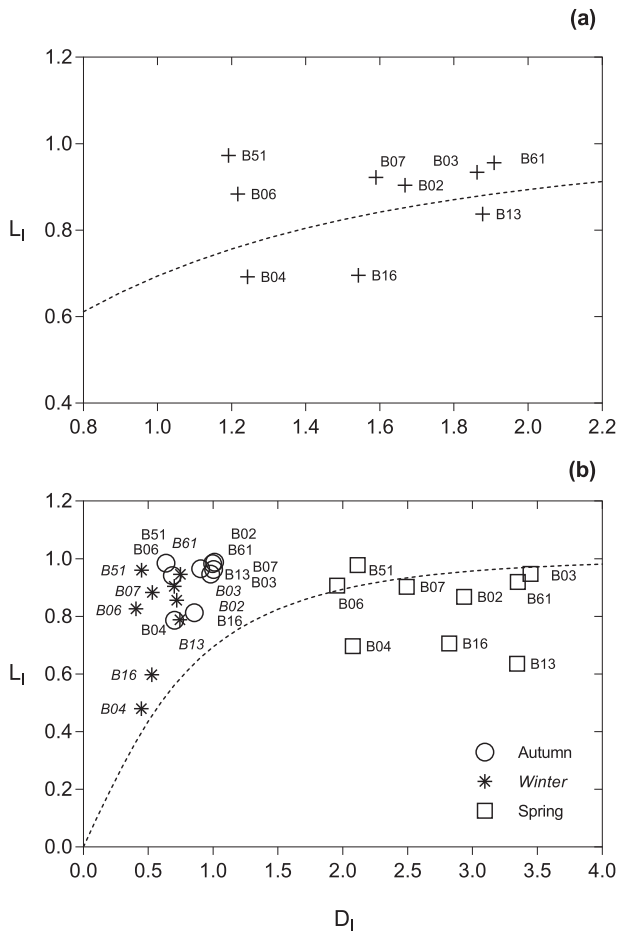 (a)
1.2
1.0
0.8
0.6
0.4
L_I
B51
B07
B03
B61
B06
B02
B13
B04
B16
0.8 1.0 1.2 1.4 1.6 1.8 2.0 2.2
(b)
1.2
1.0
0.8
0.6
0.4
0.2
0.0
L_I
B51 B61 B02
B06 B61
B51 B13 B07
B03
B07 B03
B06 B02
B04 B16
B13
B16
B04
B51
B06
B07
B03
B02
B61
B04
B16
B13
Autumn
Winter
Spring
0.0 0.5 1.0 1.5 2.0 2.5 3.0 3.5 4.0
D_I